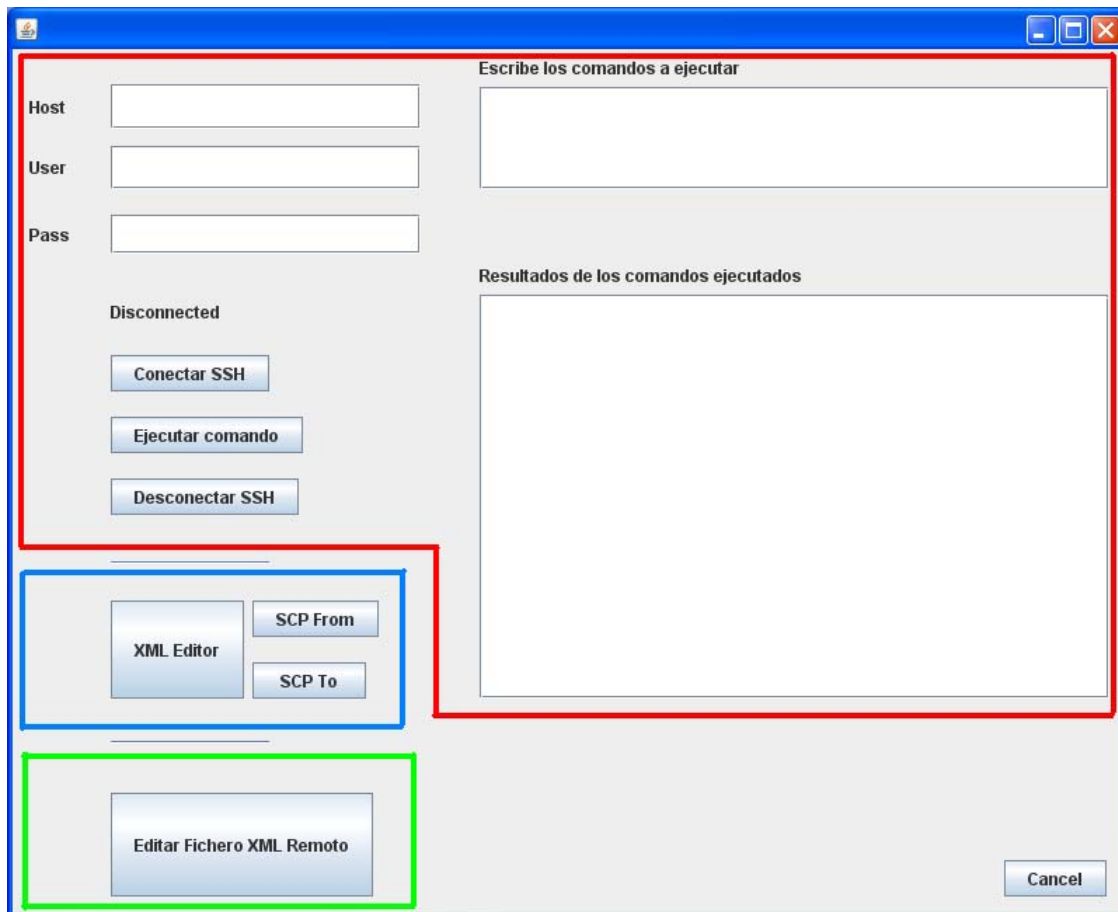 Host
User
Pass
Disconnected
Conectar SSH
Ejecutar comando
Desconectar SSH
Escribe los comandos a ejecutar
Resultados de los comandos ejecutados
XML Editor
SCP From
SCP To
Editar Fichero XML Remoto
Cancel